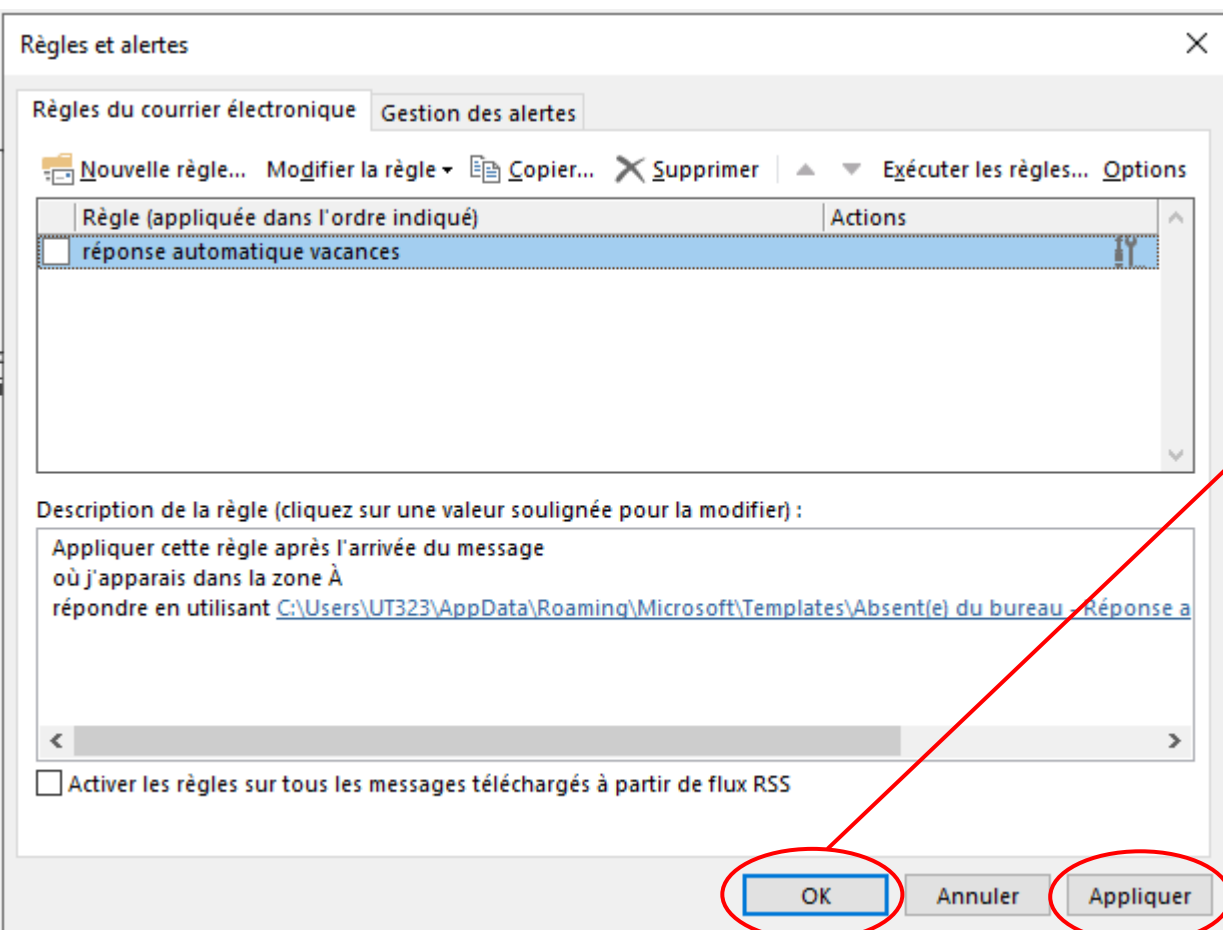 Règles et alertes
Règles du courrier électronique Gestion des alertes
Nouvelle règle... Modifier la règle Copier... Supprimer Exécuter les règles... Options
Règle (appliquée dans l'ordre indiqué) Actions
réponse automatique vacances
Description de la règle (cliquez sur une valeur soulignée pour la modifier) :
Appliquer cette règle après l'arrivée du message
où j'apparais dans la zone À
répondre en utilisant C:\Users\UT323\AppData\Roaming\Microsoft\Templates\Absent(e) du bureau - Réponse a
Activer les règles sur tous les messages téléchargés à partir de flux RSS
OK Annuler Appliquer